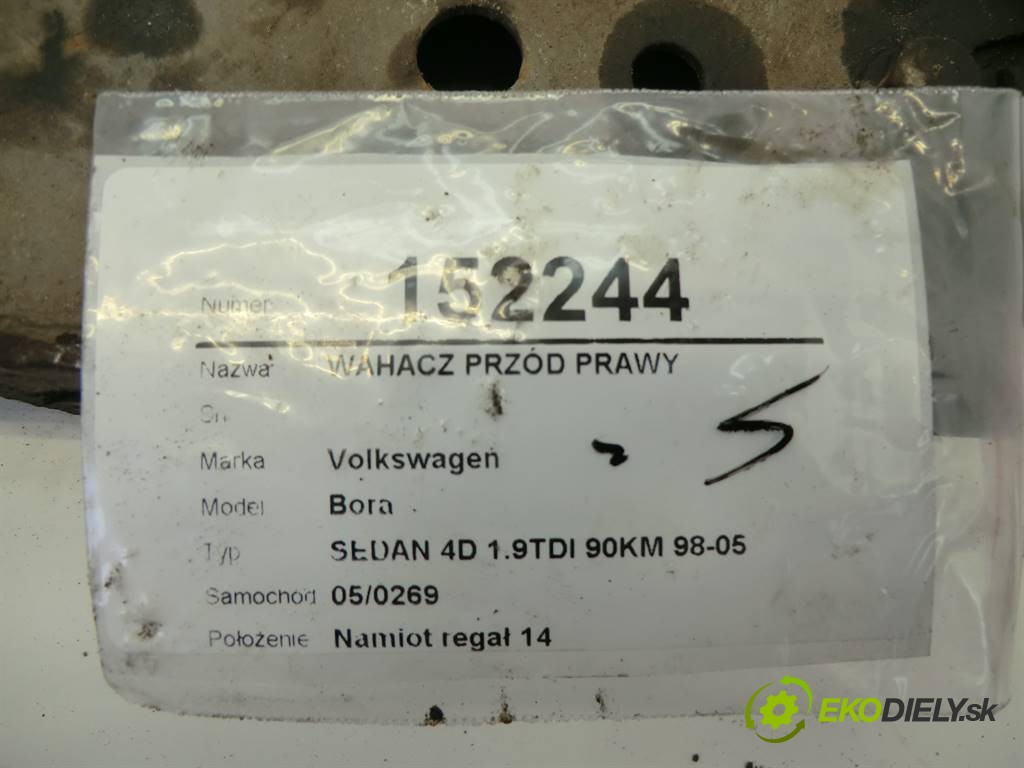 Numer 152244
Nazwa WAHACZ PRZÓD PRAWY
Sn
Marka Volkswagen
Model Bora
Typ SEDAN 4D 1.9TDI 90KM 98-05
Samochód 05/0269
Położenie Namiot regał 14
EKODIELY.sk